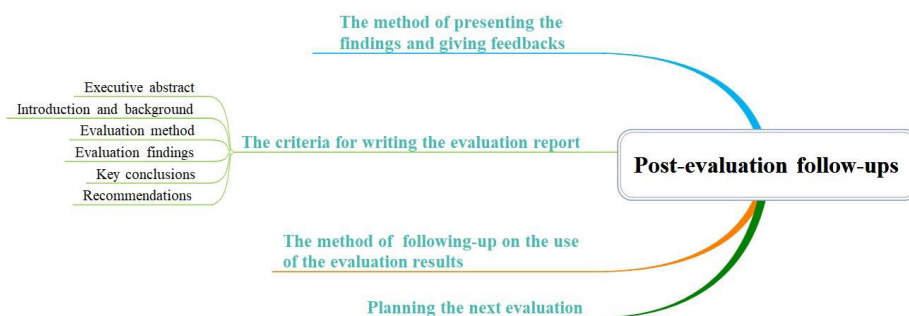 The method of presenting the
findings and giving feedbacks
Executive abstract
Introduction and background
Evaluation method
Evaluation findings
Key conclusions
Recommendations
The criteria for writing the evaluation report
Post-evaluation follow-ups
The method of following-up on the use
of the evaluation results
Planning the next evaluation